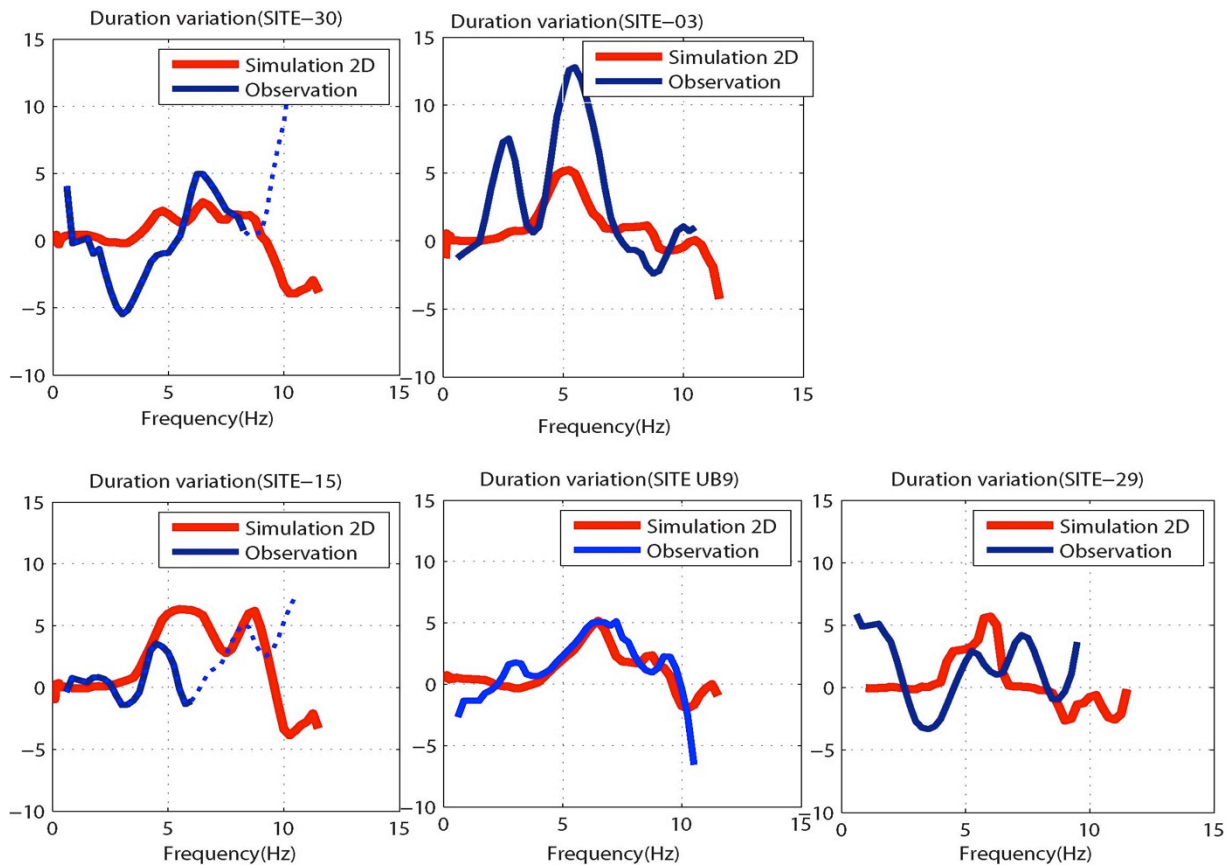 Duration variation(SITE−30)
15
10
5
0
−5
−10
0
5
10
15
Simulation 2D
Observation
Frequency(Hz)
Duration variation(SITE−03)
15
10
5
0
−5
−10
0
5
10
15
Simulation 2D
Observation
Frequency(Hz)
Duration variation(SITE−15)
15
10
5
0
−5
−10
0
5
10
15
Simulation 2D
Observation
Frequency(Hz)
Duration variation(SITE UB9)
15
10
5
0
−5
−10
0
5
10
15
Simulation 2D
Observation
Frequency(Hz)
Duration variation(SITE−29)
15
10
5
0
−5
−10
0
5
10
15
Simulation 2D
Observation
Frequency(Hz)